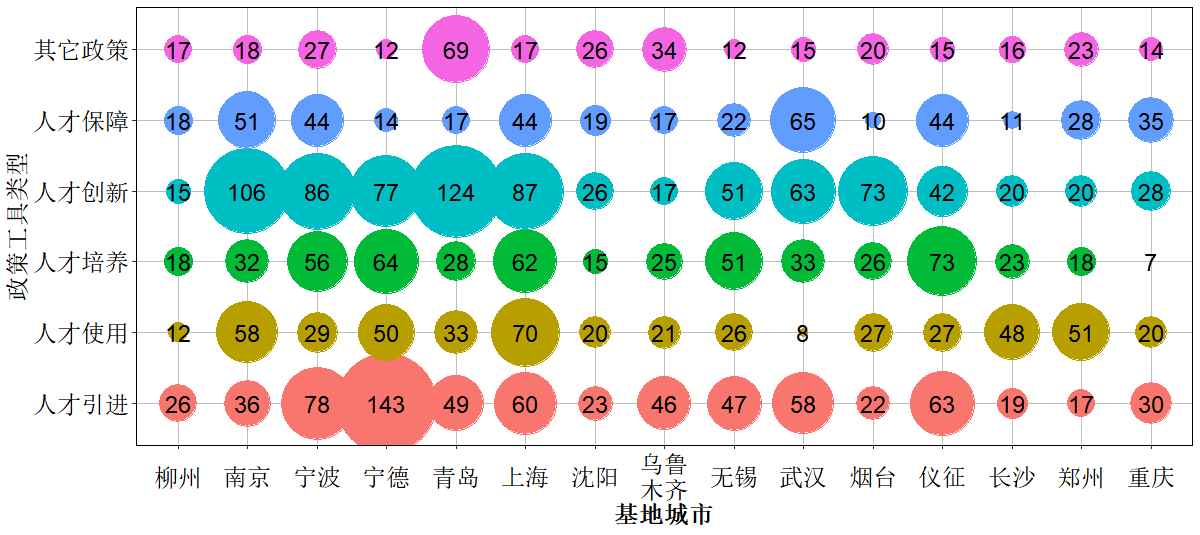 政策工具类型
其它政策 17 18 27 12 69 17 26 34 12 15 20 15 16 23 14
人才保障 18 51 44 14 17 44 19 17 22 65 10 44 11 28 35
人才创新 15 106 86 77 124 87 26 17 51 63 73 42 20 20 28
人才培养 18 32 56 64 28 62 15 25 51 33 26 73 23 18 7
人才使用 12 58 29 50 33 70 20 21 26 8 27 27 48 51 20
人才引进 26 36 78 143 49 60 23 46 47 58 22 63 19 17 30
柳州 南京 宁波 宁德 青岛 上海 沈阳 乌鲁 无锡 武汉 烟台 仪征 长沙 郑州 重庆
木齐
基地城市